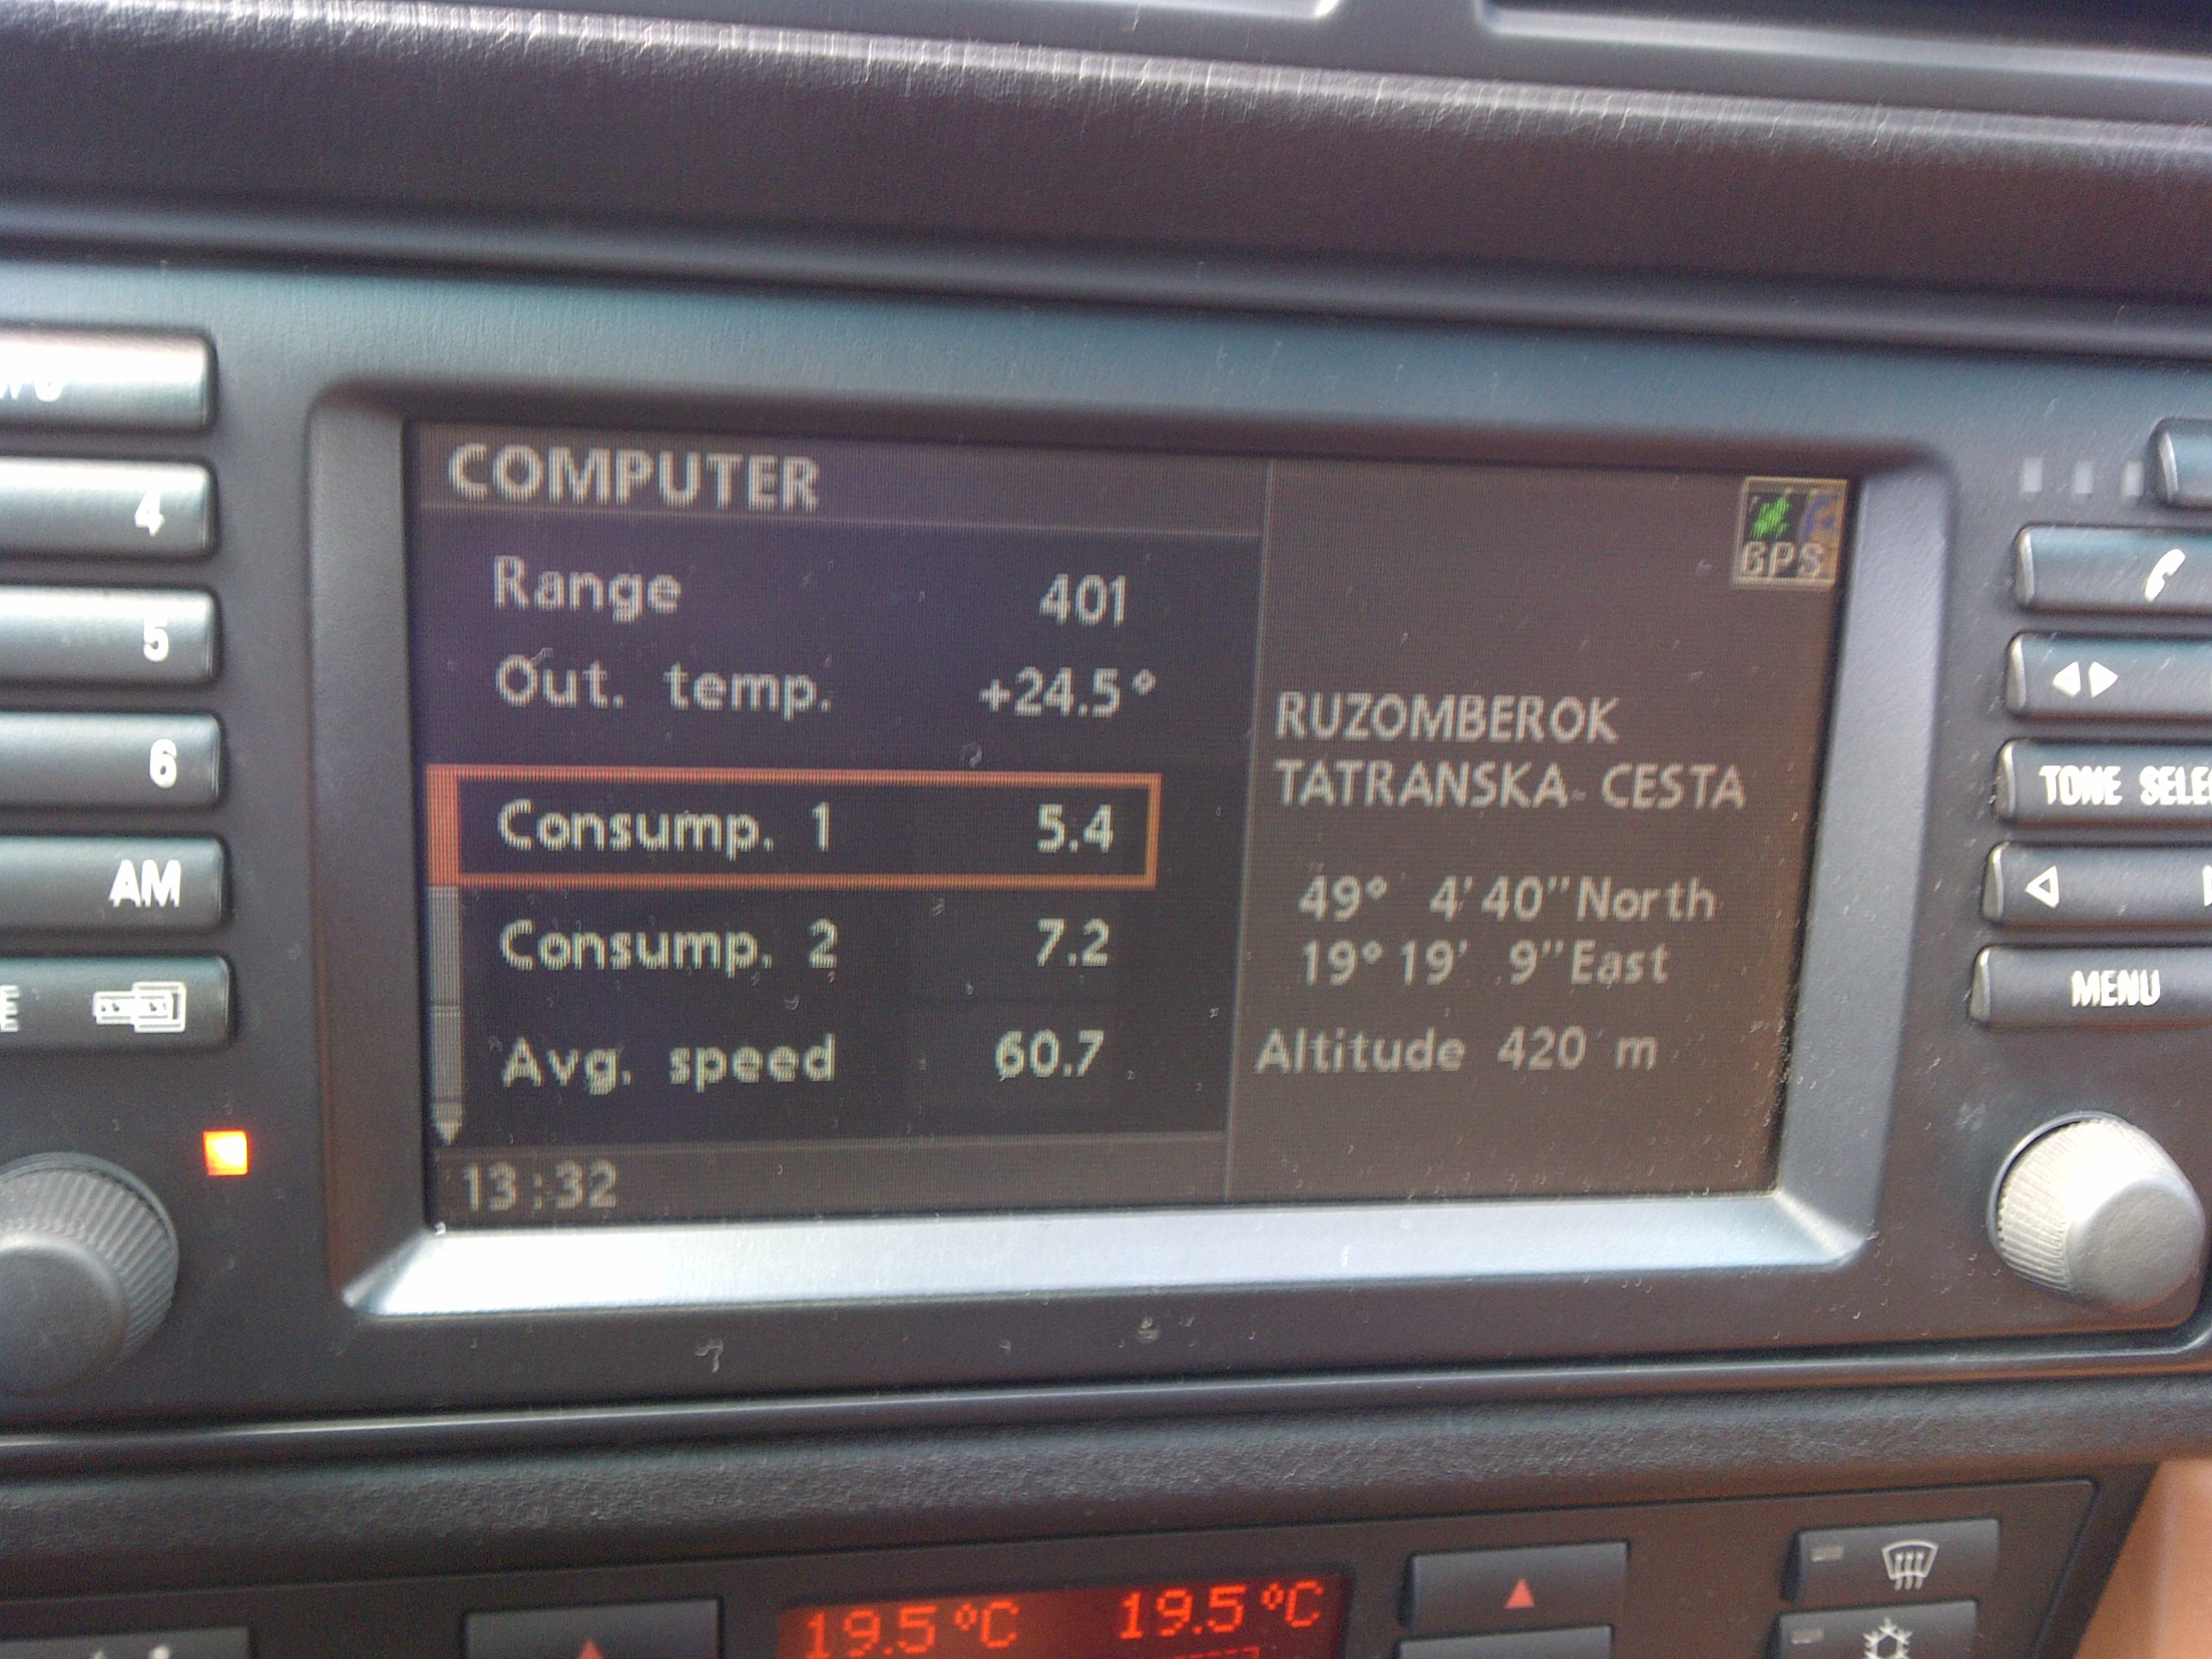 COMPUTER
GPS
Range 401
Out. temp. +24.5°
Consump. 1 5.4
Consump. 2 7.2
Avg. speed 60.7
13:32
RUZOMBEROK
TATRANSKA CESTA
49° 4'40"North
19°19' 9"East
Altitude 420 m
4
5
6
AM
TONE SELE
MENU
19.5°C 19.5°C